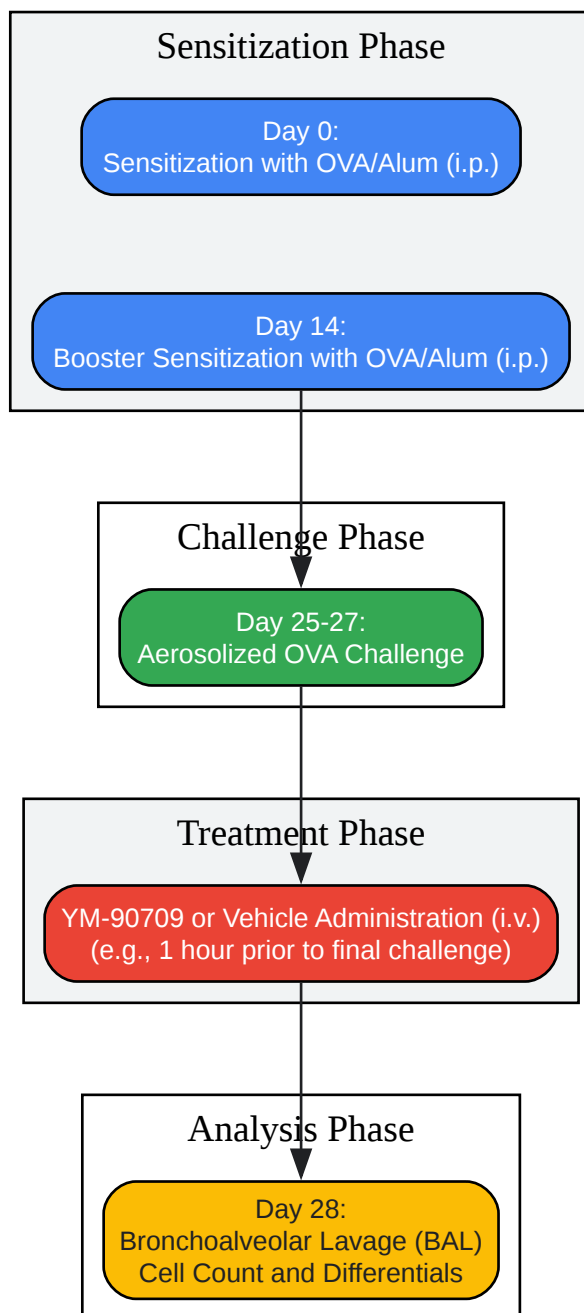 Sensitization Phase
Day 0:
Sensitization with OVA/Alum (i.p.)
Day 14:
Booster Sensitization with OVA/Alum (i.p.)
Challenge Phase
Day 25-27:
Aerosolized OVA Challenge
Treatment Phase
YM-90709 or Vehicle Administration (i.v.)
(e.g., 1 hour prior to final challenge)
Analysis Phase
Day 28:
Bronchoalveolar Lavage (BAL)
Cell Count and Differentials